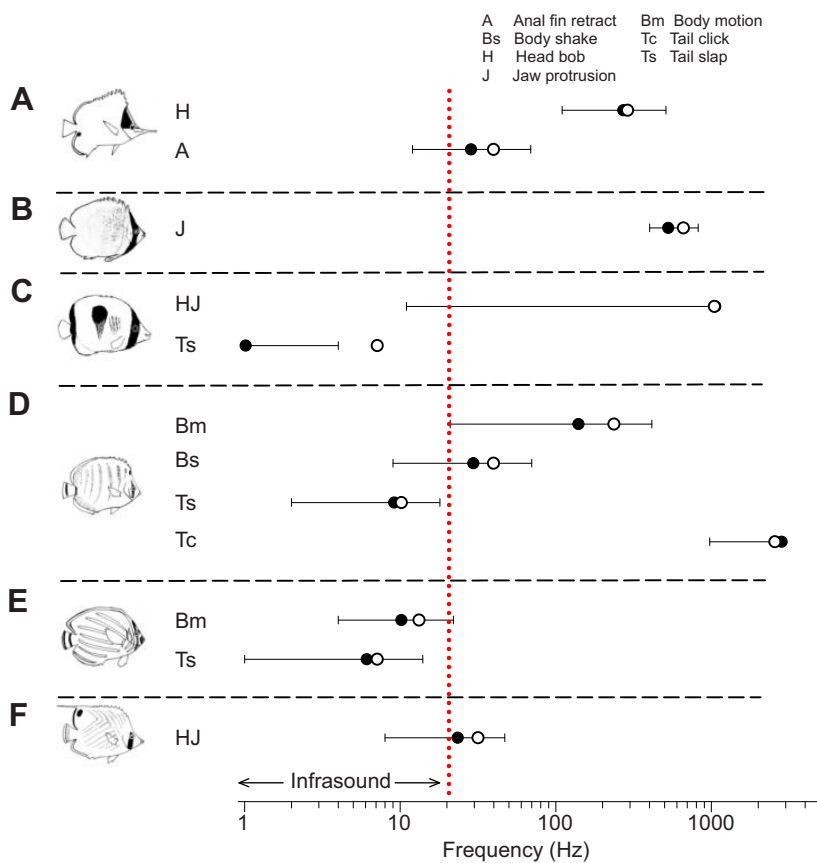 A Anal fin retract Bm Body motion
Bs Body shake Tc Tail click
H Head bob Ts Tail slap
J Jaw protrusion
A
H
A
B
J
C
HJ
Ts
D
Bm
Bs
Ts
Tc
E
Bm
Ts
F
HJ
Infrasound
1 10 100 1000
Frequency (Hz)